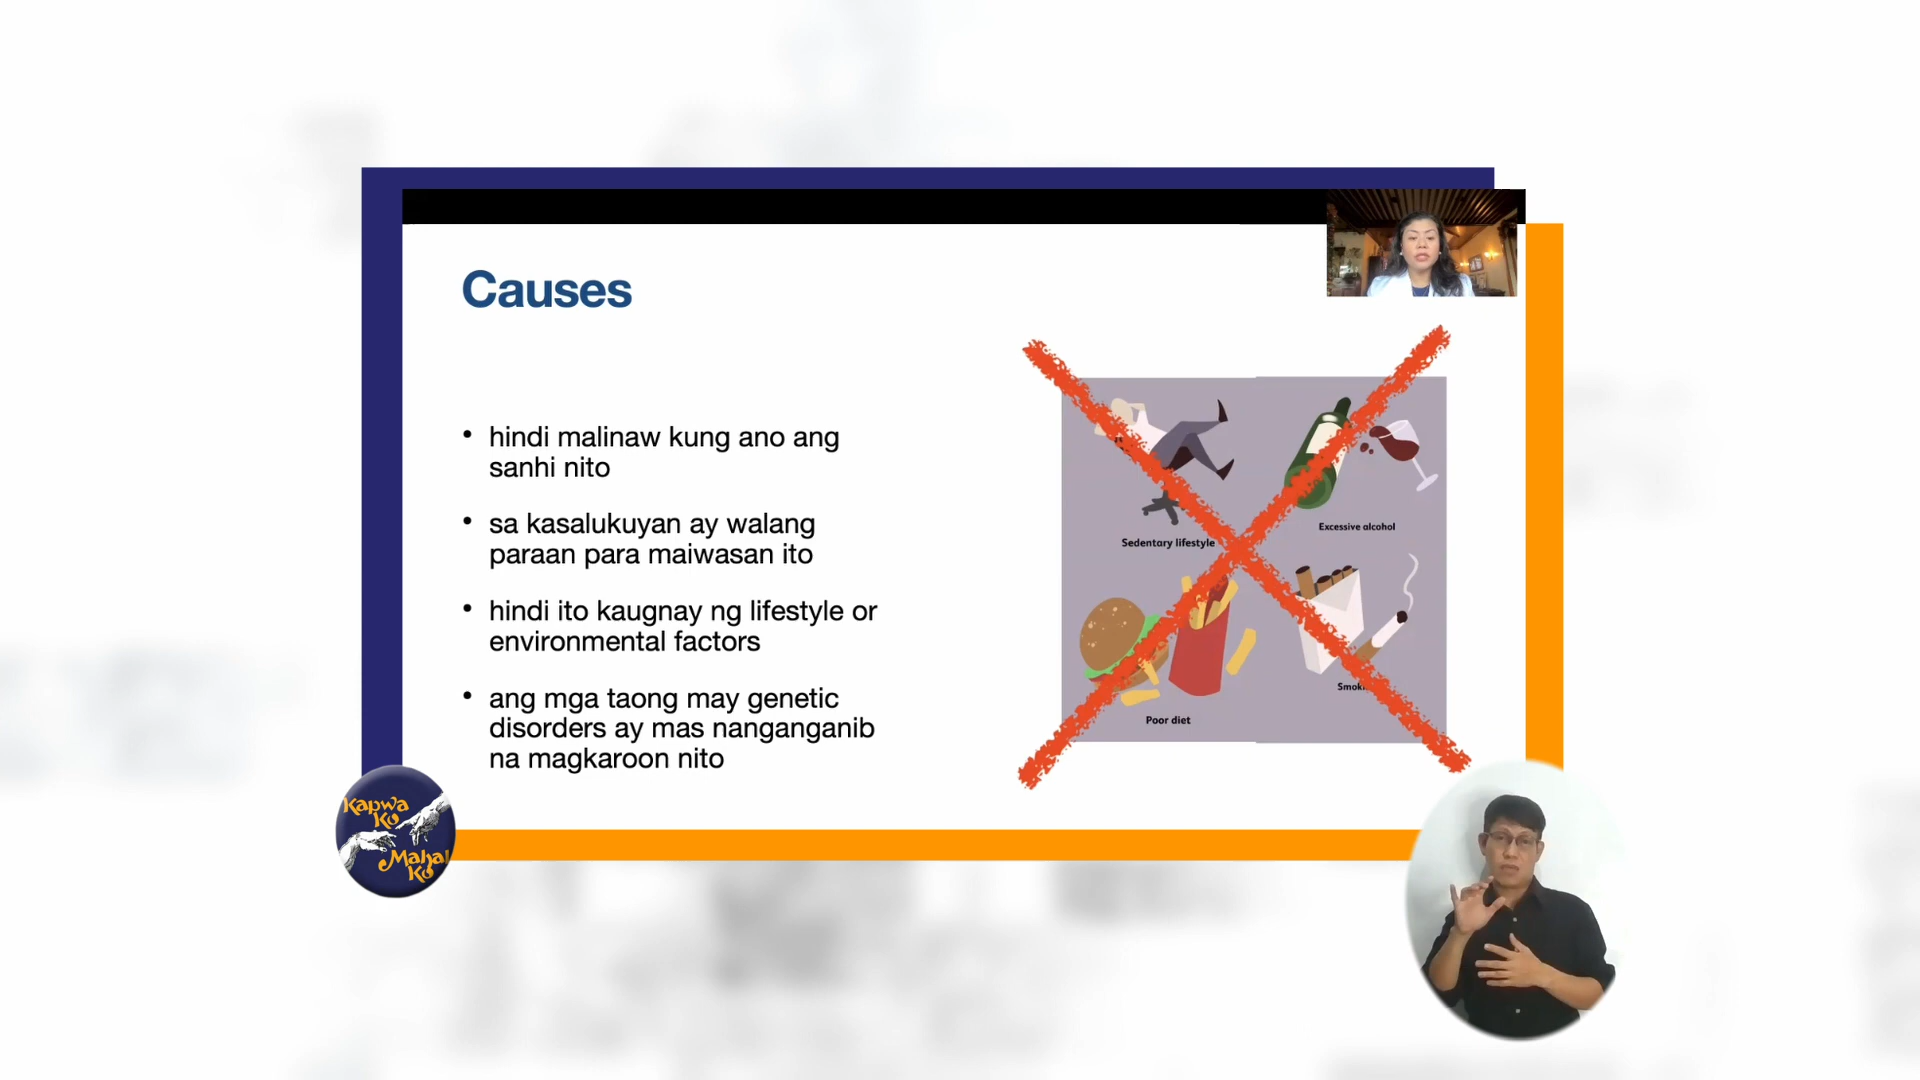 Causes
• hindi malinaw kung ano ang
sanhi nito
• sa kasalukuyan ay walang
paraan para maiwasan ito
• hindi ito kaugnay ng lifestyle or
environmental factors
• ang mga taong may genetic
disorders ay mas nanganganib
na magkaroon nito
Sedentary lifestyle
Excessive alcohol
Poor diet
Kapwa
Ko
Mahal
Ko